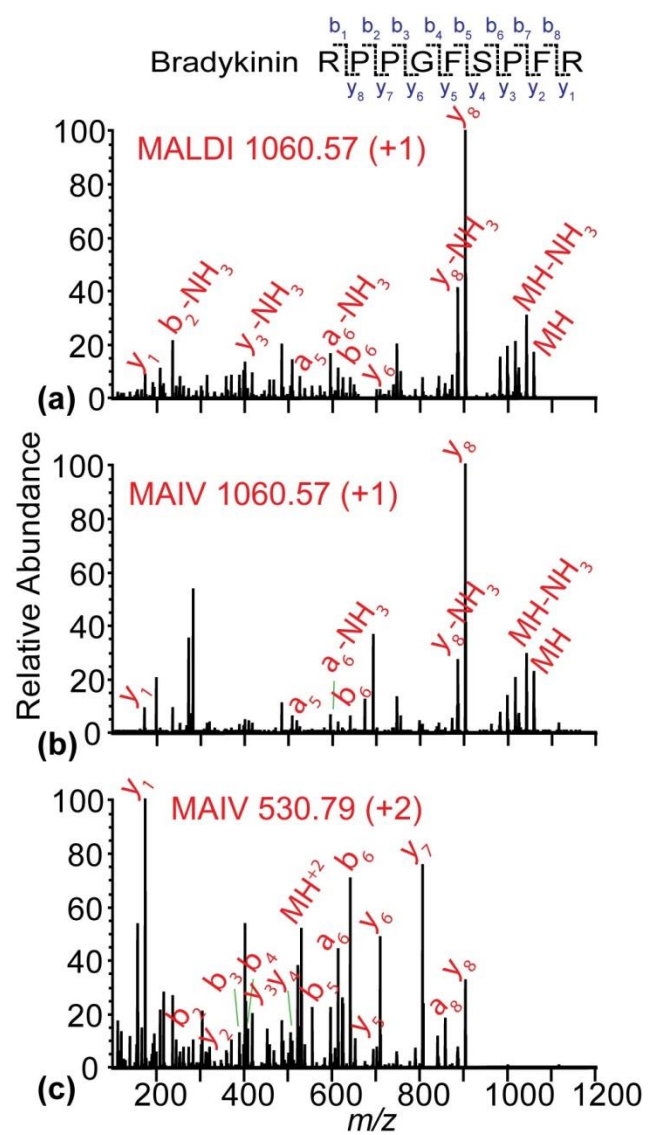 b1 b2 b3 b4 b5 b6 b7 b8
Bradykinin RPPGFSPFR
y8 y7 y6 y5 y4 y3 y2 y1
100
80
60
40
20
0
MALDI 1060.57 (+1)
y1
b2-NH3
y3-NH3
a5
a6-NH3
b6
y6
y8-NH3
y8
MH-NH3
MH
(a)
100
80
60
40
20
0
MAIV 1060.57 (+1)
y1
a5
a6-NH3
b6
y8-NH3
y8
MH-NH3
MH
(b)
Relative Abundance
100
80
60
40
20
0
MAIV 530.79 (+2)
y1
b2
y2
b3
b4
y3
y4
MH+2
b5
a6
b6
y5
y6
y7
a8
y8
(c)
200 400 600 800 1000 1200
m/z